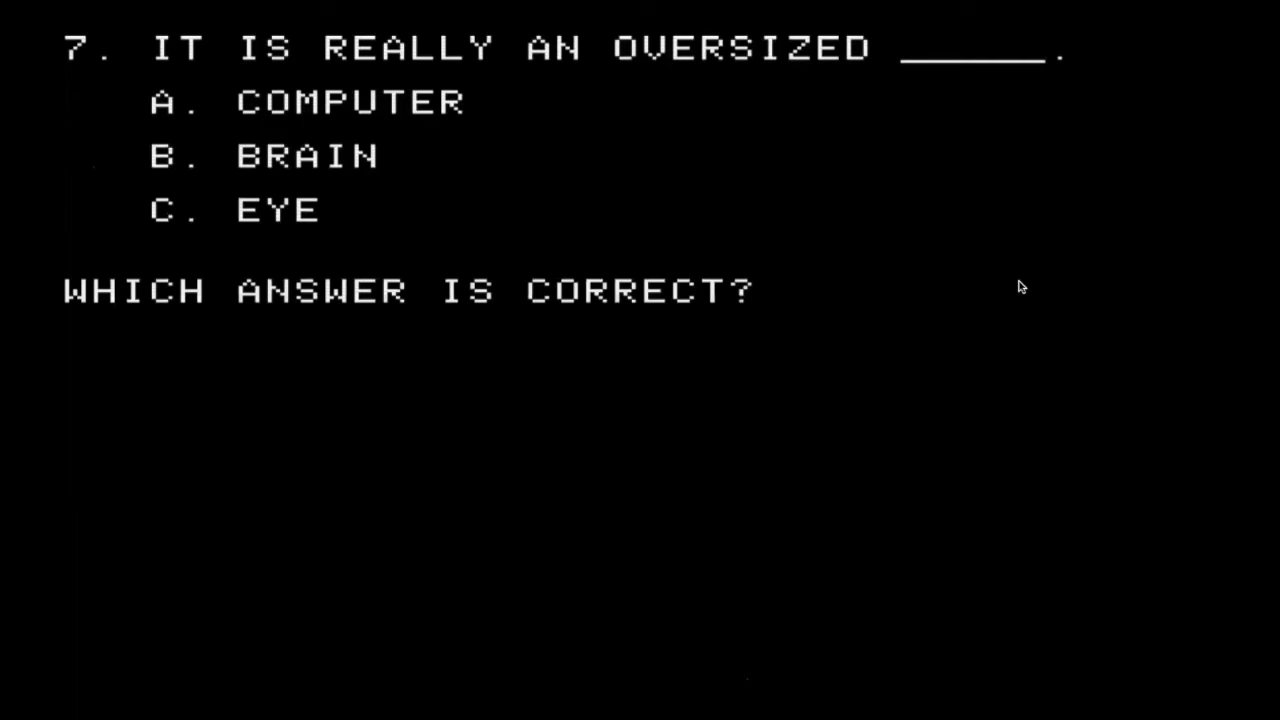 7. IT IS REALLY AN OVERSIZED ______.
A. COMPUTER
B. BRAIN
C. EYE
WHICH ANSWER IS CORRECT?